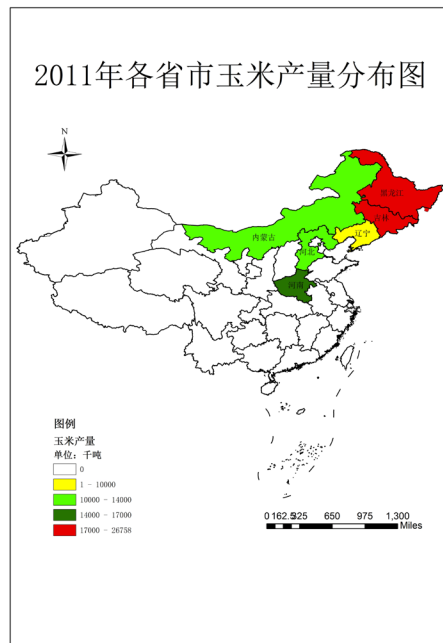 2011年各省市玉米产量分布图
N
黑龙江
吉林
辽宁
内蒙古
河北
河南
图例
玉米产量
单位：千吨
0
1 - 10000
10000 - 14000
14000 - 17000
17000 - 26758
0 162.5325 650 975 1,300
Miles